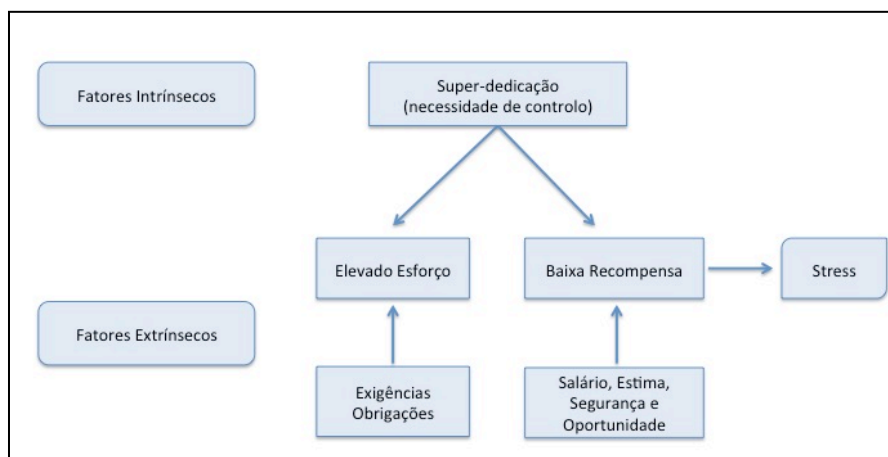 Fatores Intrínsecos
Super-dedicação
(necessidade de controlo)
Elevado Esforço
Baixa Recompensa
Stress
Fatores Extrínsecos
Exigências
Obrigações
Salário, Estima,
Segurança e
Oportunidade